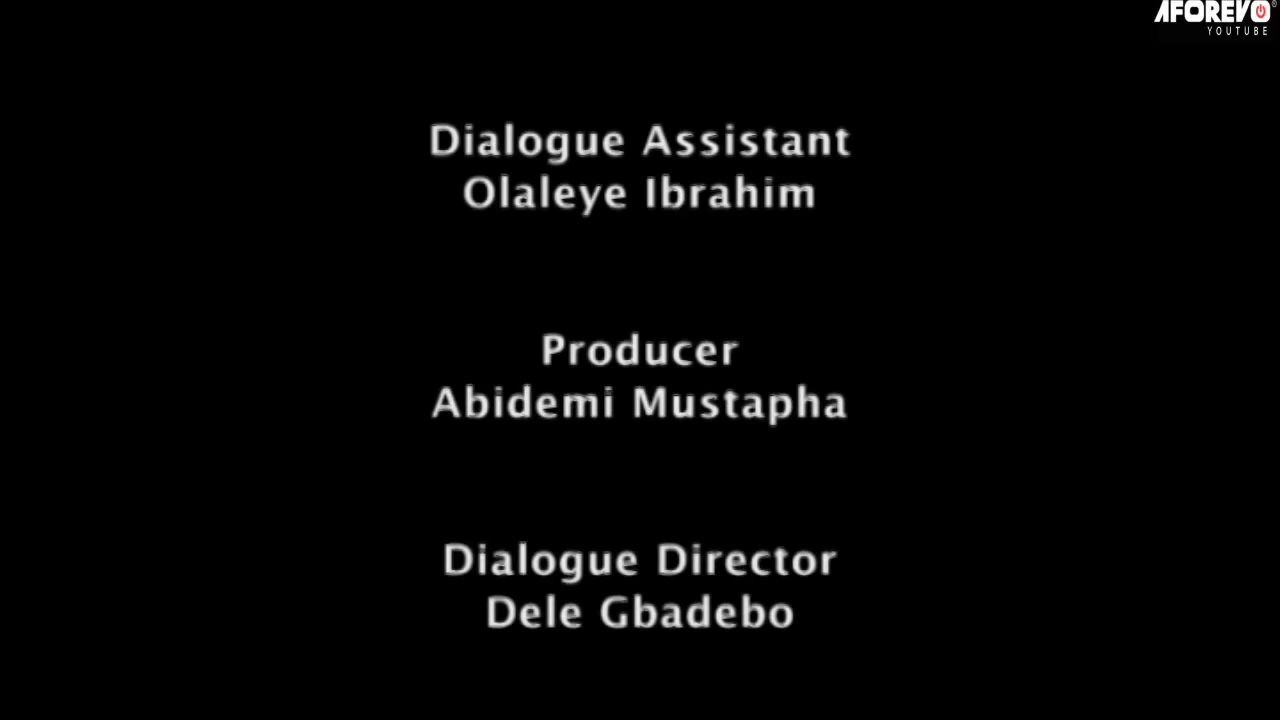 AFOREVO
YOUTUBE
Dialogue Assistant
Olaleye Ibrahim
Producer
Abidemi Mustapha
Dialogue Director
Dele Gbadebo